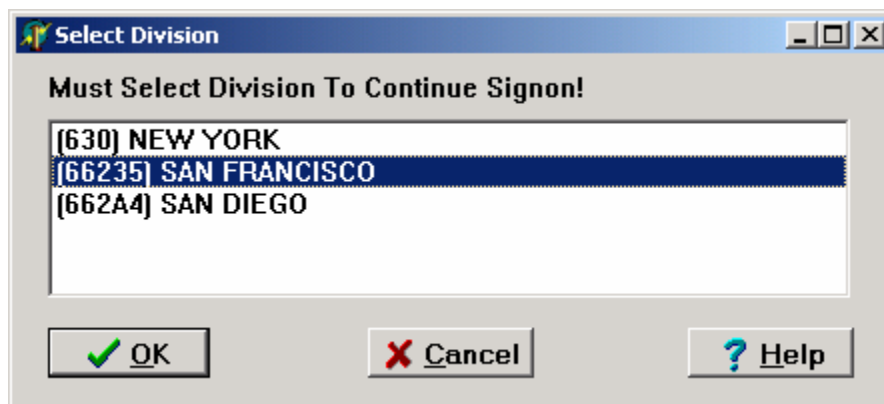 Select Division
Must Select Division To Continue Signon!
(630) NEW YORK
(66235) SAN FRANCISCO
(662A4) SAN DIEGO
OK Cancel ? Help